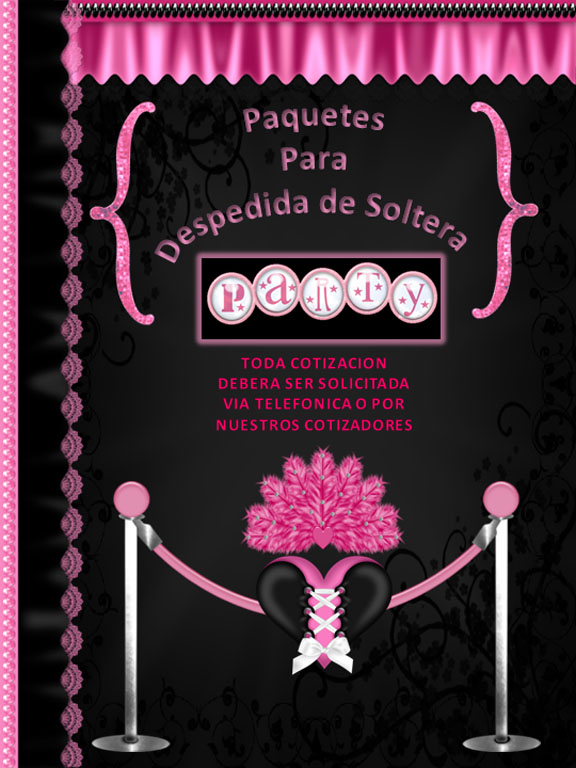 Paquetes
Para
Despedida de Soltera
PARTy
TODA COTIZACION
DEBERA SER SOLICITADA
VIA TELEFONICA O POR
NUESTROS COTIZADORES